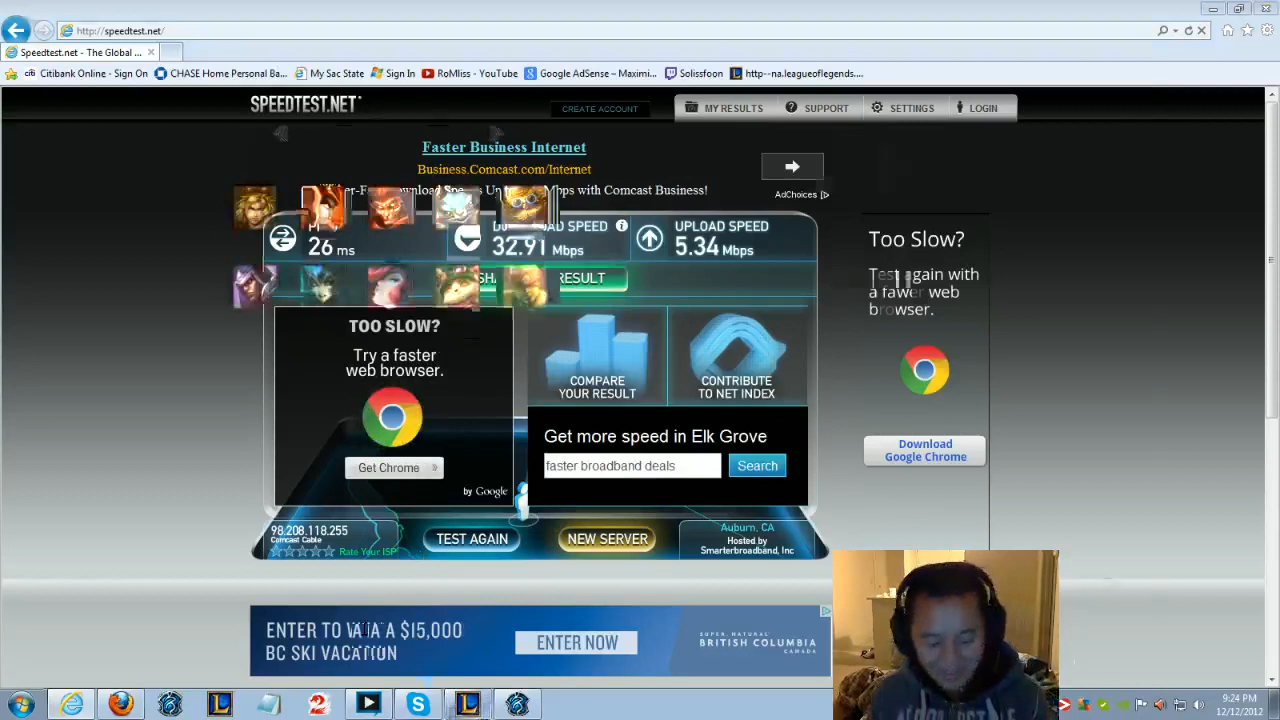 http://speedtest.net/
Speedtest.net - The Global ...
Citibank Online - Sign On
CHASE Home Personal Ba...
My Sac State
Sign In
RoMliss - YouTube
Google AdSense – Maximi...
Solissfoon
http--na.leagueoflegends....
SPEEDTEST.NET
CREATE ACCOUNT
MY RESULTS
SUPPORT
SETTINGS
LOGIN
Faster Business Internet
Business.Comcast.com/Internet
Mbps with Comcast Business!
AdChoices
26 ms
SPEED
32.91 Mbps
UPLOAD SPEED
5.34 Mbps
RESULT
Too Slow?
again with
web
browser.
Download
Google Chrome
TOO SLOW?
Try a faster
web browser.
Get Chrome »
by Google
COMPARE
YOUR RESULT
CONTRIBUTE
TO NET INDEX
Get more speed in Elk Grove
faster broadband deals
Search
98.208.118.255
Comcast Cable
Rate Your ISP
TEST AGAIN
NEW SERVER
Auburn, CA
Hosted by
Smarterbroadband, Inc
ENTER TO A $15,000
BC SKI VACATION
ENTER NOW
SUPER, NATURAL
BRITISH COLUMBIA
CANADA
9:24 PM
12/12/2012